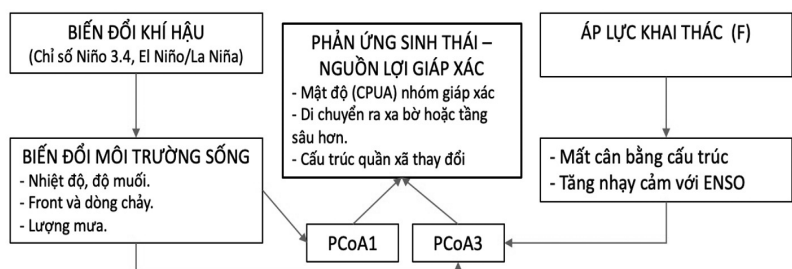 BIẾN ĐỔI KHÍ HẬU
(Chỉ số Niño 3.4, El Niño/La Niña)
PHẢN ỨNG SINH THÁI –
NGUỒN LỢI GIÁP XÁC
- Mật độ (CPUA) nhóm giáp xác
- Di chuyển ra xa bờ hoặc tầng
sâu hơn.
- Cấu trúc quần xã thay đổi
ÁP LỰC KHAI THÁC (F)
BIẾN ĐỔI MÔI TRƯỜNG SỐNG
- Nhiệt độ, độ muối.
- Front và dòng chảy.
- Lượng mưa.
- Mất cân bằng cấu trúc
- Tăng nhạy cảm với ENSO
PCoA1
PCoA3